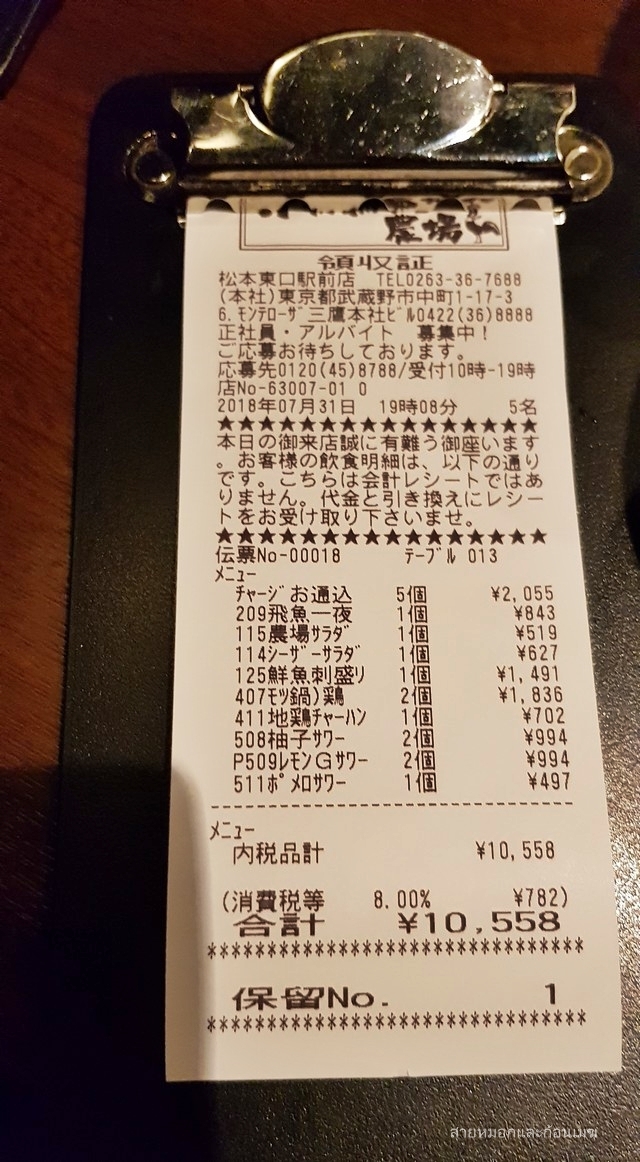 農場
領収証
松本東口駅前店 TEL0263-36-7688
(本社)東京都武蔵野市中町1-17-3
6.ﾓﾝﾃﾛｰｻﾞ三鷹本社ﾋﾞﾙ0422(36)8888
正社員・アルバイト 募集中!
ご応募お待ちしております。
応募先0120(45)8788/受付10時-19時
店No-63007-01 0
2018年07月31日 19時08分 5名
★★★★★★★★★★★★★★★★
本日の御来店誠に有難う御座います
。お客様の飲食明細は、以下の通り
です。こちらは会計レシートではあ
りません。代金と引き換えにレシー
トをお受け取り下さいませ。
★★★★★★★★★★★★★★★★
伝票No-00018 ﾃｰﾌﾞﾙ 013
ﾒﾆｭｰ
ﾁｬｰｼﾞお通込 5個 ¥2,055
209飛魚一夜 1個 ¥843
115農場ｻﾗﾀﾞ 1個 ¥519
114ｼｰｻﾞｰｻﾗﾀﾞ 1個 ¥627
125鮮魚刺盛り 1個 ¥1,491
407ﾓﾂ鍋)鶏 2個 ¥1,836
411地鶏ﾁｬｰﾊﾝ 1個 ¥702
508柚子ｻﾜｰ 2個 ¥994
P509ﾚﾓﾝGｻﾜｰ 2個 ¥994
511ﾎﾟﾒﾛｻﾜｰ 1個 ¥497
ﾒﾆｭｰ
内税品計 ¥10,558
(消費税等 8.00% ¥782)
合計 ¥10,558
********************************
保留No. 1
********************************
สายหมอกและก้อนเมฆ